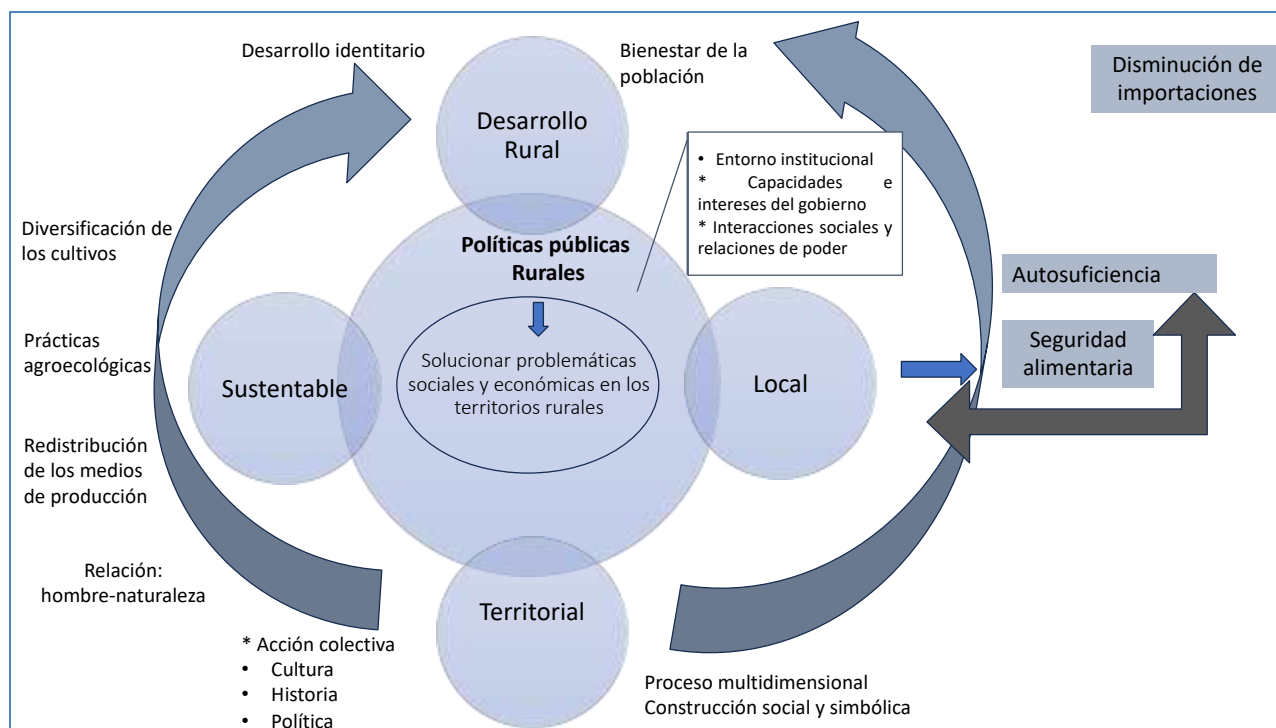 Desarrollo identitario
Bienestar de la
población
Disminución de
importaciones
Desarrollo
Rural
• Entorno institucional
* Capacidades e
intereses del gobierno
* Interacciones sociales y
relaciones de poder
Diversificación de
los cultivos
Políticas públicas
Rurales
Autosuficiencia
Prácticas
agroecológicas
Sustentable
Solucionar problemáticas
sociales y económicas en los
territorios rurales
Local
Seguridad
alimentaria
Redistribución
de los medios
de producción
Relación:
hombre-naturaleza
Territorial
* Acción colectiva
• Cultura
• Historia
• Política
Proceso multidimensional
Construcción social y simbólica